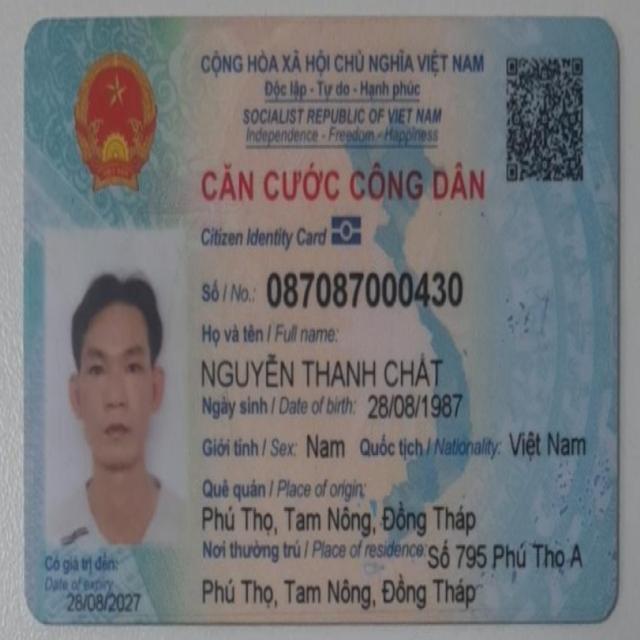 CỘNG HÒA XÃ HỘI CHỦ NGHĨA VIỆT NAM
Độc lập - Tự do - Hạnh phúc
SOCIALIST REPUBLIC OF VIET NAM
Independence - Freedom - Happiness
CĂN CƯỚC CÔNG DÂN
Citizen Identity Card
Số / No.: 087087000430
Họ và tên / Full name:
NGUYỄN THANH CHẤT
Ngày sinh / Date of birth: 28/08/1987
Giới tính / Sex: Nam Quốc tịch / Nationality: Việt Nam
Quê quán / Place of origin:
Phú Thọ, Tam Nông, Đồng Tháp
Nơi thường trú / Place of residence: Số 795 Phú Thọ A
Phú Thọ, Tam Nông, Đồng Tháp
Có giá trị đến:
Date of expiry
28/08/2027